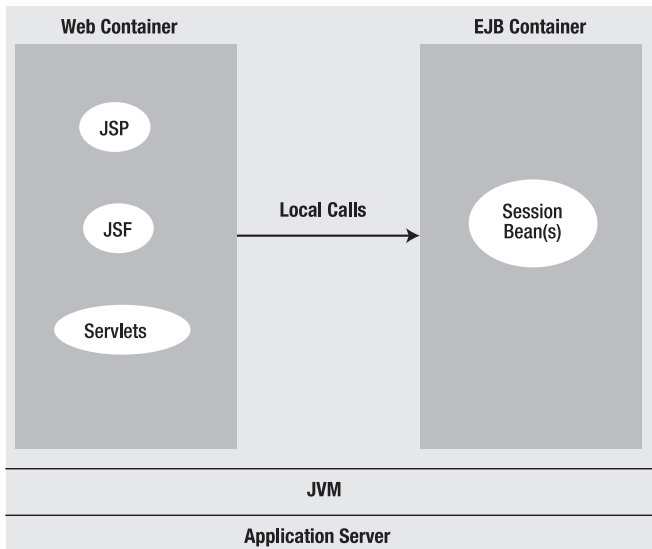 Web Container
EJB Container
JSP
JSF
Servlets
Local Calls
Session
Bean(s)
JVM
Application Server